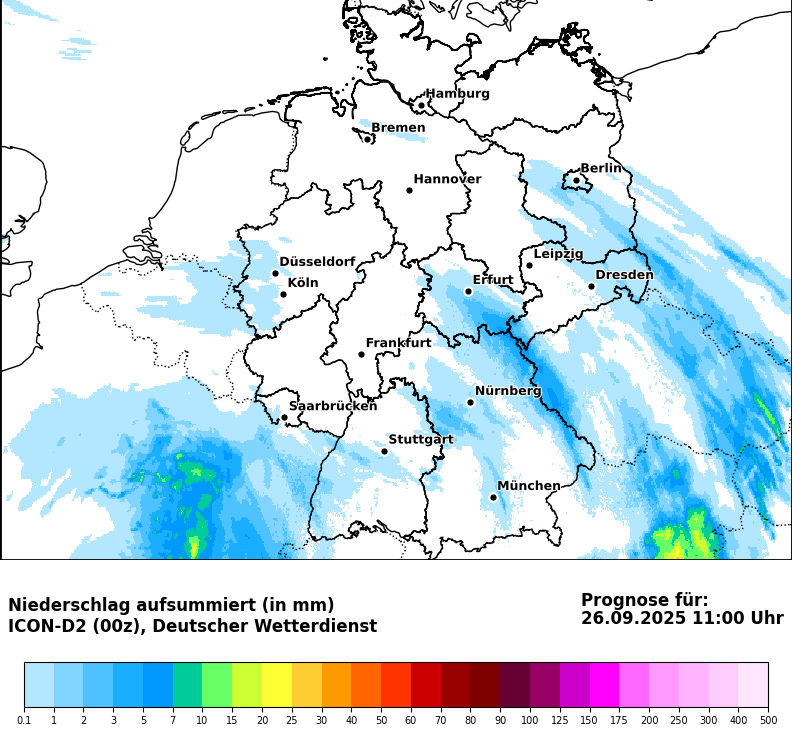 Hamburg
Bremen
Berlin
Hannover
Leipzig
Düsseldorf
Dresden
Erfurt
Köln
Frankfurt
Nürnberg
Saarbrücken
Stuttgart
München
Niederschlag aufsummiert (in mm)
ICON-D2 (00z), Deutscher Wetterdienst
Prognose für:
26.09.2025 11:00 Uhr
0.1 1 2 3 5 7 10 15 20 25 30 40 50 60 70 80 90 100 125 150 175 200 250 300 400 500